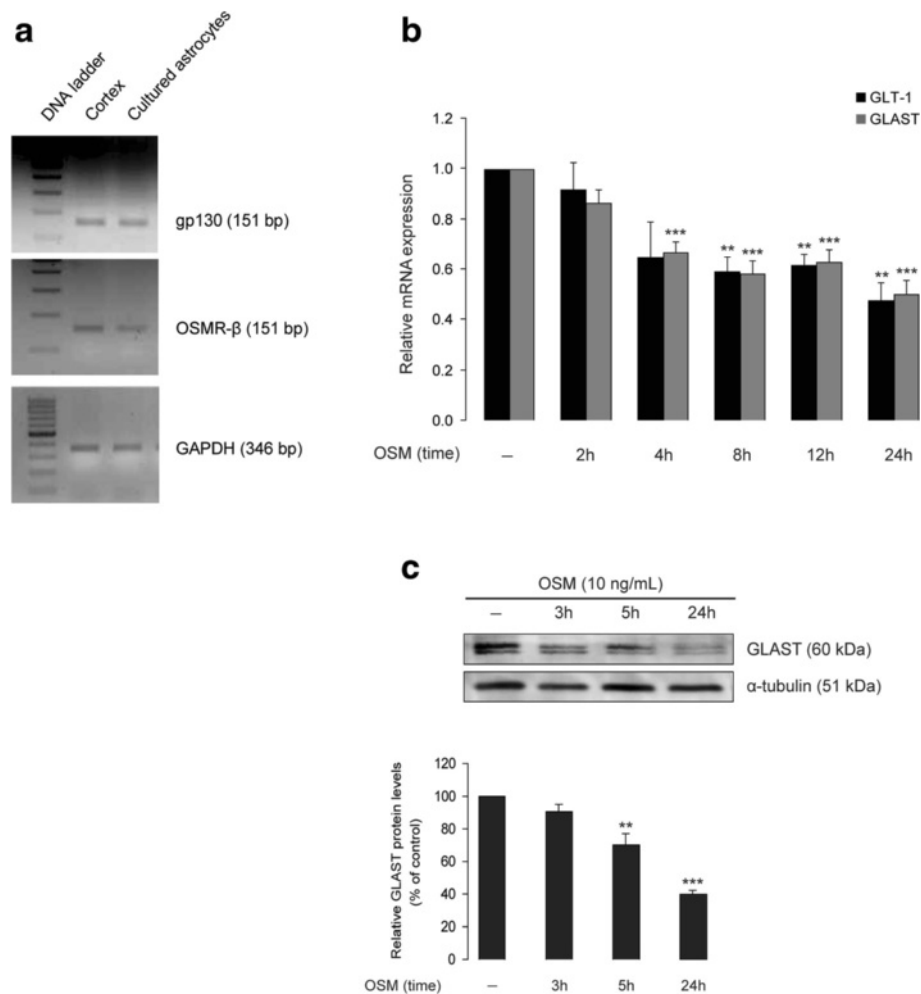 a
DNA ladder
Cortex
Cultured astrocytes
gp130 (151 bp)
OSMR-β (151 bp)
GAPDH (346 bp)
b
GLT-1
GLAST
Relative mRNA expression
1.2
1.0
0.8
0.6
0.4
0.2
0.0
***
** ***
** ***
** ***
OSM (time) – 2h 4h 8h 12h 24h
c
OSM (10 ng/mL)
– 3h 5h 24h
GLAST (60 kDa)
α-tubulin (51 kDa)
Relative GLAST protein levels
(% of control)
120
100
80
60
40
20
0
**
***
OSM (time) – 3h 5h 24h